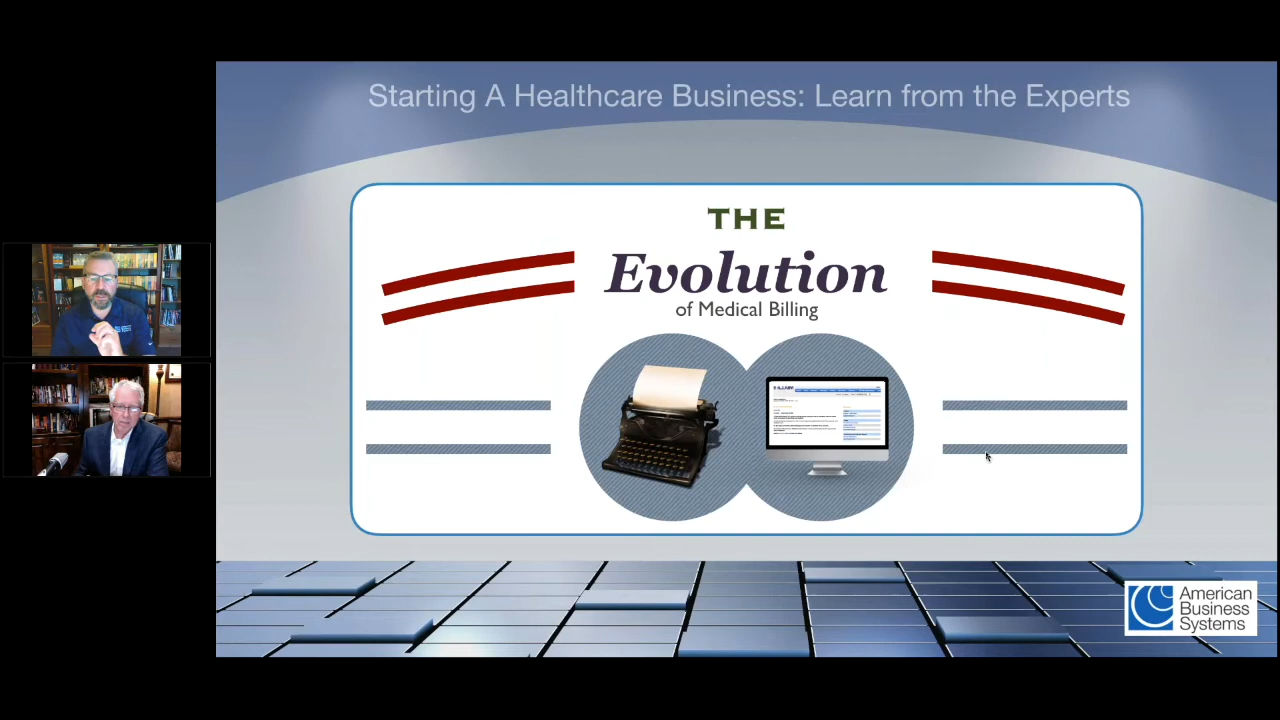 Starting A Healthcare Business: Learn from the Experts
THE
Evolution
of Medical Billing
American
Business
Systems